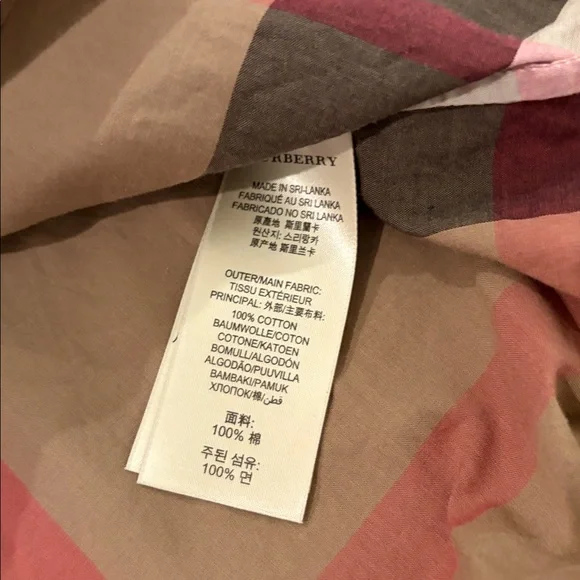 BURBERRY
MADE IN SRI-LANKA
FABRIQUÉ AU SRI LANKA
FABRICADO NO SRI LANKA
原產地 斯里蘭卡
원산지: 스리랑카
原产地 斯里兰卡
OUTER/MAIN FABRIC:
TISSU EXTÉRIEUR
PRINCIPAL: 外部/主要布料:
100% COTTON
BAUMWOLLE/COTON
COTONE/KATOEN
BOMULL/ALGODÓN
ALGODÃO/PUUVILLA
BAMBAKI/PAMUK
ХЛОПОК/棉/قطن
面料:
100% 棉
주된 섬유:
100% 면